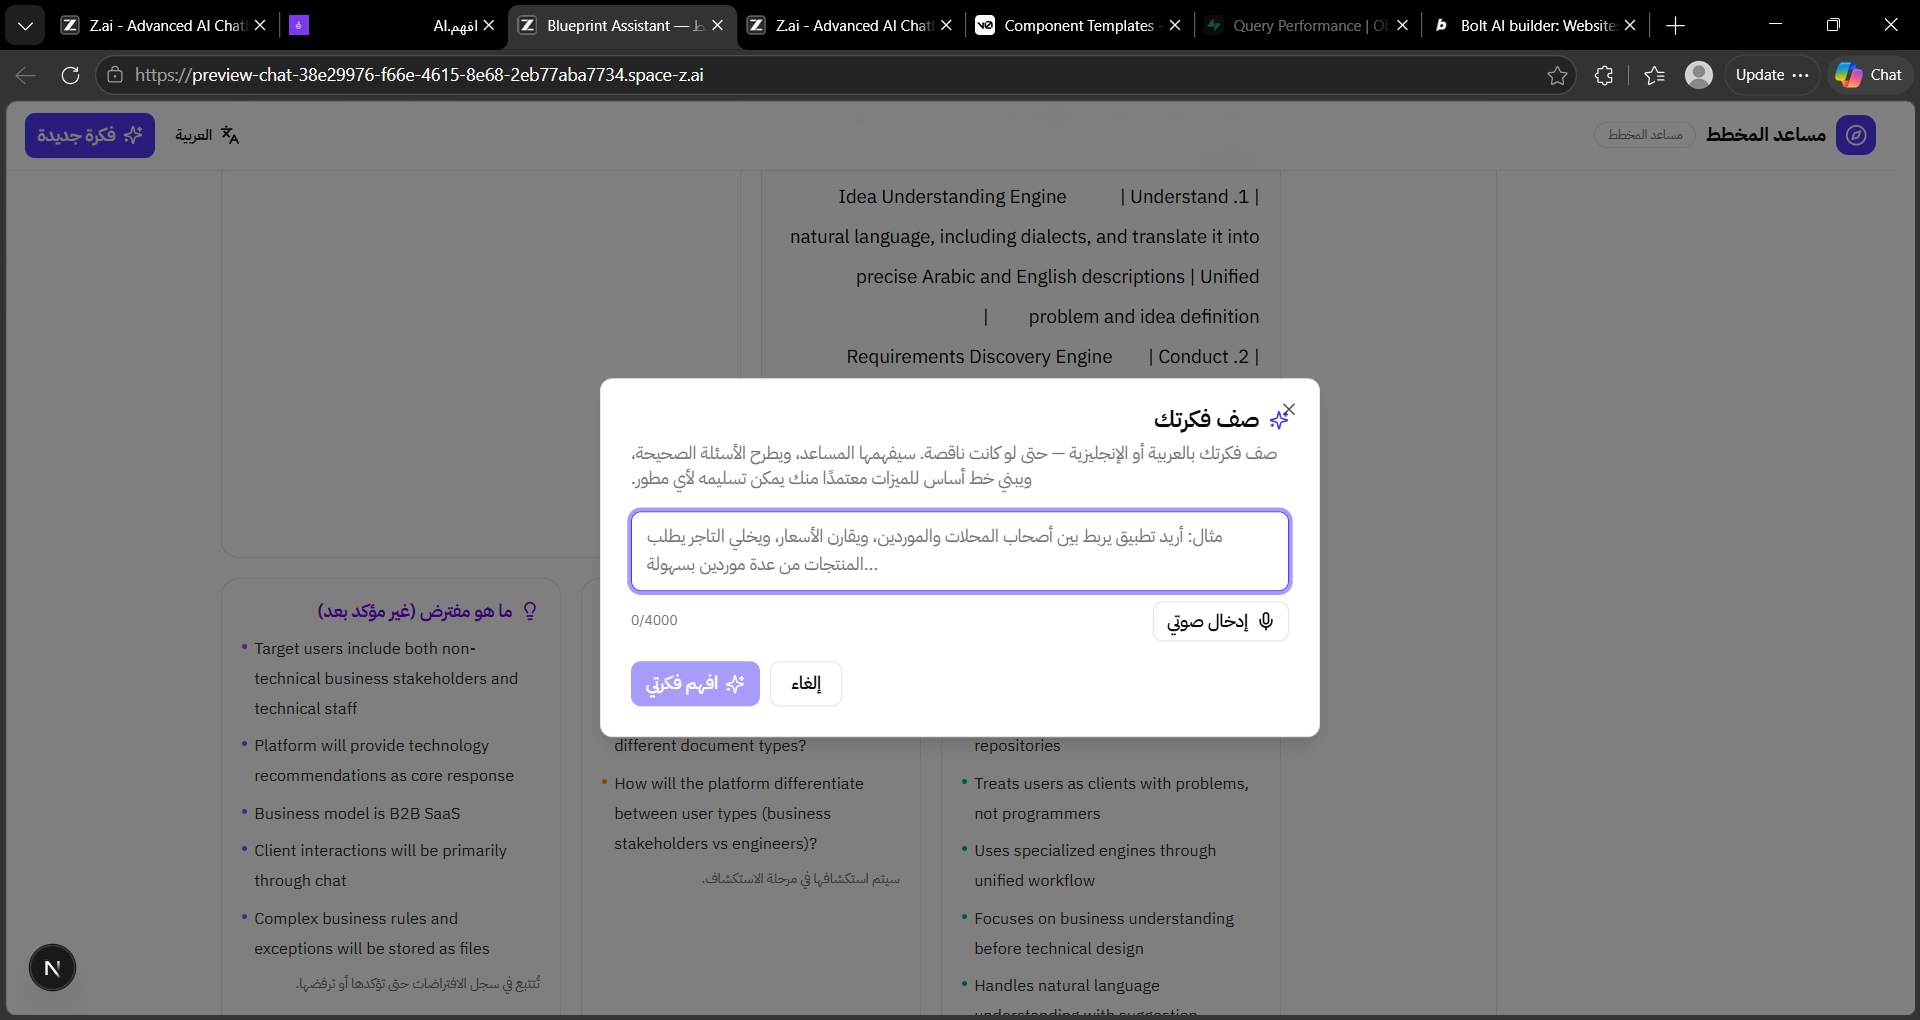 Z.ai - Advanced AI Chat
افهم.AI
Blueprint Assistant —
Z.ai - Advanced AI Chat
Component Templates -
Query Performance | Ob
Bolt AI builder: Website
https://preview-chat-38e29976-f66e-4615-8e68-2eb77aba7734.space-z.ai
Update
Chat
مساعد المخطط
مساعد المخطط
العربية
فكرة جديدة
Idea Understanding Engine | Understand .1 |
natural language, including dialects, and translate it into
precise Arabic and English descriptions | Unified
| problem and idea definition
Requirements Discovery Engine | Conduct .2 |
صف فكرتك
صف فكرتك بالعربية أو الإنجليزية — حتى لو كانت ناقصة. سيفهمها المساعد، ويطرح الأسئلة الصحيحة،
ويبني خط أساس للميزات معتمدًا منك يمكن تسليمه لأي مطور.
مثال: أريد تطبيق يربط بين أصحاب المحلات والموردين، ويقارن الأسعار، ويخلي التاجر يطلب
المنتجات من عدة موردين بسهولة...
إدخال صوتي
0/4000
إلغاء
افهم فكرتي
ما هو مفترض (غير مؤكد بعد)
• Target users include both non-
technical business stakeholders and
technical staff
• Platform will provide technology
recommendations as core response
• Business model is B2B SaaS
• Client interactions will be primarily
through chat
• Complex business rules and
exceptions will be stored as files
تُتتبع في سجل الافتراضات حتى تؤكدها أو ترفضها.
different document types?
• How will the platform differentiate
between user types (business
stakeholders vs engineers)?
سيتم استكشافها في مرحلة الاستكشاف.
repositories
• Treats users as clients with problems,
not programmers
• Uses specialized engines through
unified workflow
• Focuses on business understanding
before technical design
• Handles natural language
understanding with suggestion
N